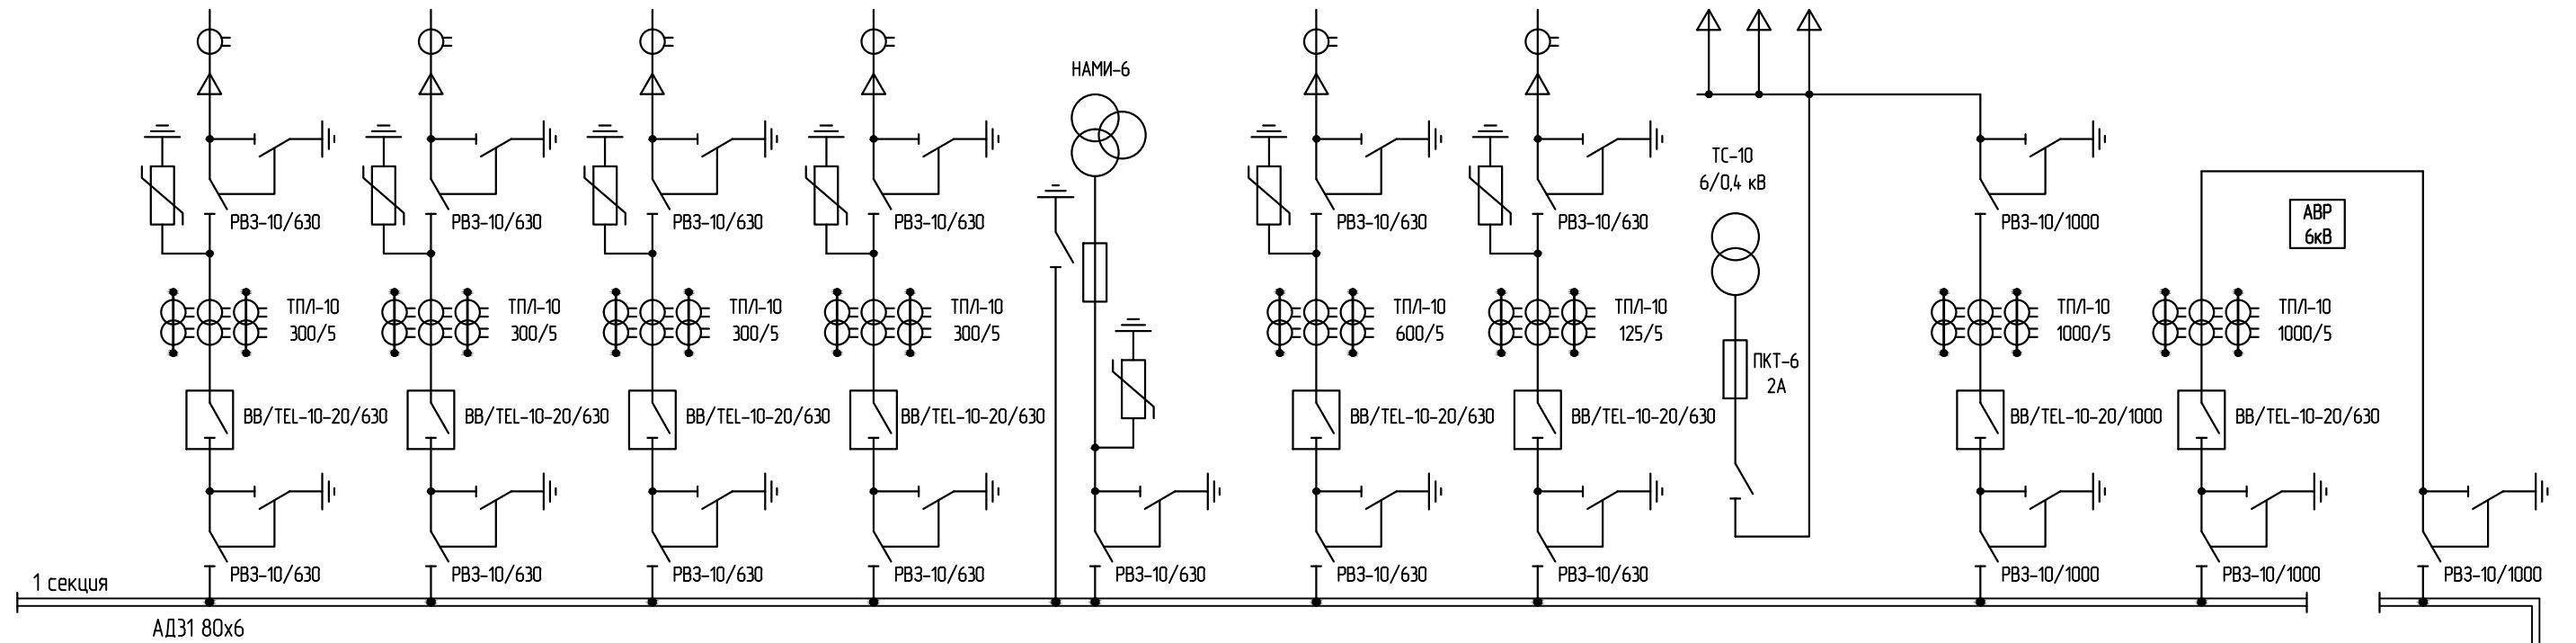 НАМИ-6
ТС-10
6/0,4 кВ
АВР
6кВ
РВЗ-10/630
РВЗ-10/630
РВЗ-10/630
РВЗ-10/630
РВЗ-10/630
РВЗ-10/630
РВЗ-10/1000
ТПЛ-10
300/5
ТПЛ-10
300/5
ТПЛ-10
300/5
ТПЛ-10
300/5
ТПЛ-10
600/5
ТПЛ-10
125/5
ТПЛ-10
1000/5
ТПЛ-10
1000/5
ПКТ-6
2А
ВВ/TEL-10-20/630
ВВ/TEL-10-20/630
ВВ/TEL-10-20/630
ВВ/TEL-10-20/630
ВВ/TEL-10-20/630
ВВ/TEL-10-20/630
ВВ/TEL-10-20/1000
ВВ/TEL-10-20/630
РВЗ-10/630
РВЗ-10/630
РВЗ-10/630
РВЗ-10/630
РВЗ-10/630
РВЗ-10/630
РВЗ-10/630
РВЗ-10/1000
РВЗ-10/1000
РВЗ-10/1000
1 секция
АД31 80х6